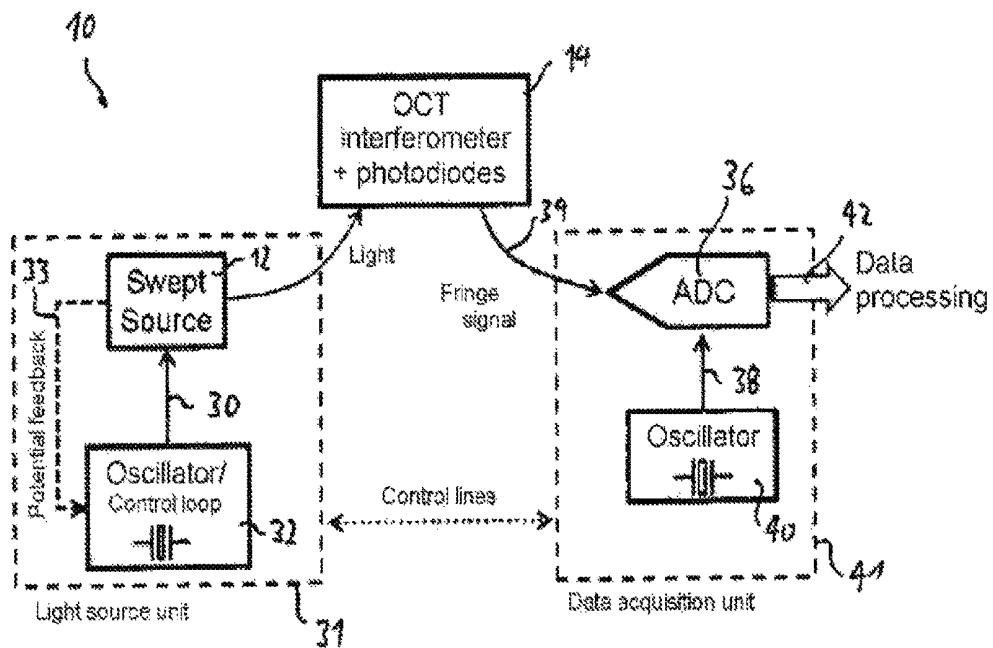 10
14
OCT
interferometer
+ photodiodes
39
36
42
33
12
Swept
Source
Light
Fringe
signal
ADC
Data
processing
Potential feedback
30
38
Oscillator/
Control loop
32
Control lines
Oscillator
40
41
Light source unit
31
Data acquisition unit